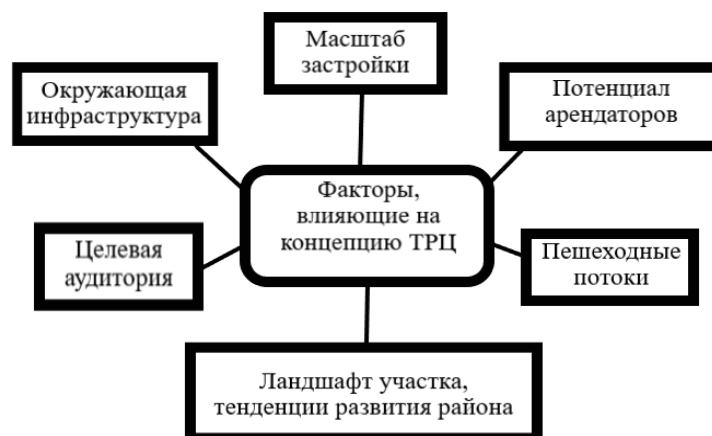 Масштаб
застройки
Окружающая
инфраструктура
Потенциал
арендаторов
Факторы,
влияющие на
концепцию ТРЦ
Целевая
аудитория
Пешеходные
потоки
Ландшафт участка,
тенденции развития района